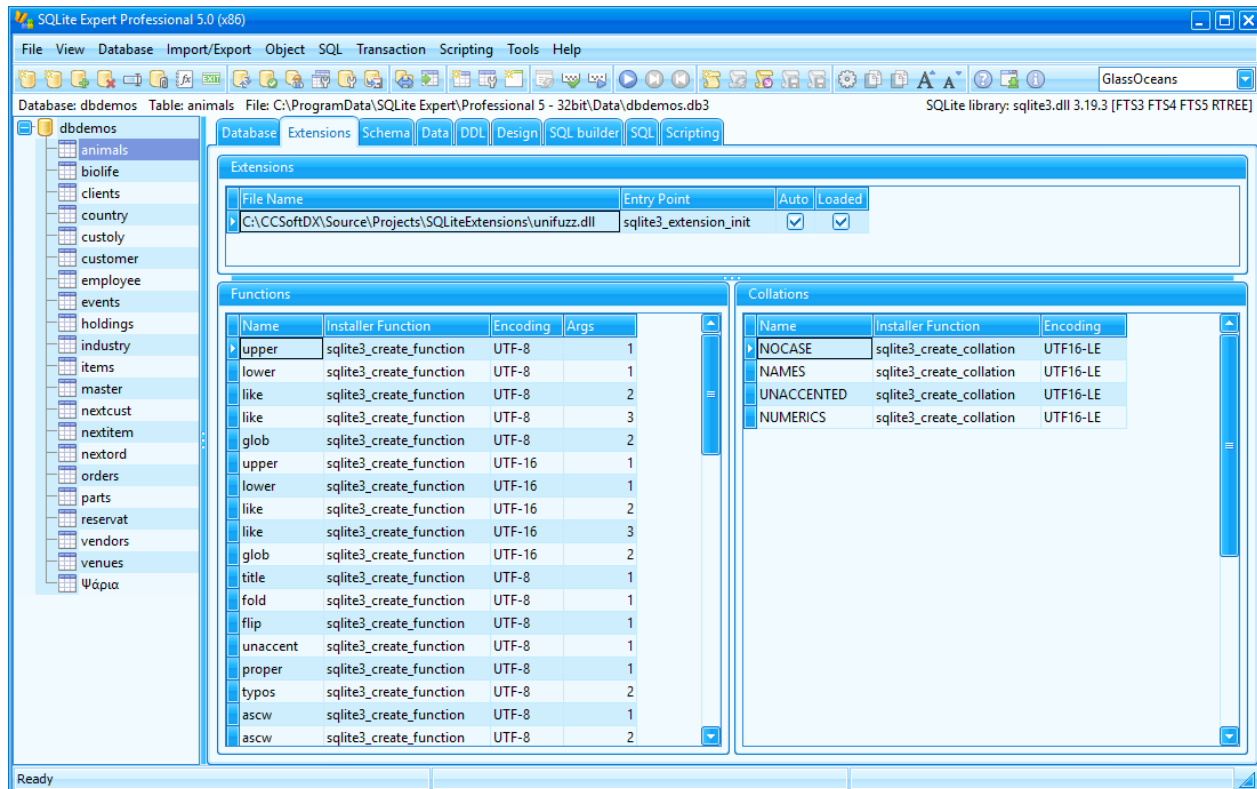 SQLite Expert Professional 5.0 (x86)
File View Database Import/Export Object SQL Transaction Scripting Tools Help
GlassOceans
Database: dbdemos Table: animals File: C:\ProgramData\SQLite Expert\Professional 5 - 32bit\Data\dbdemos.db3 SQLite library: sqlite3.dll 3.19.3 [FTS3 FTS4 FTS5 RTREE]
dbdemos
animals
biolife
clients
country
custoly
customer
employee
events
holdings
industry
items
master
nextcust
nextitem
nextord
orders
parts
reservat
vendors
venues
Ψάρια
Database Extensions Schema Data DDL Design SQL builder SQL Scripting
Extensions
File Name Entry Point Auto Loaded
C:\CCSoftDX\Source\Projects\SQLiteExtensions\unifuzz.dll sqlite3_extension_init
Functions
Name Installer Function Encoding Args
upper sqlite3_create_function UTF-8 1
lower sqlite3_create_function UTF-8 1
like sqlite3_create_function UTF-8 2
like sqlite3_create_function UTF-8 3
glob sqlite3_create_function UTF-8 2
upper sqlite3_create_function UTF-16 1
lower sqlite3_create_function UTF-16 1
like sqlite3_create_function UTF-16 2
like sqlite3_create_function UTF-16 3
glob sqlite3_create_function UTF-16 2
title sqlite3_create_function UTF-8 1
fold sqlite3_create_function UTF-8 1
flip sqlite3_create_function UTF-8 1
unaccent sqlite3_create_function UTF-8 1
proper sqlite3_create_function UTF-8 1
typos sqlite3_create_function UTF-8 2
ascw sqlite3_create_function UTF-8 1
ascw sqlite3_create_function UTF-8 2
Collations
Name Installer Function Encoding
NOCASE sqlite3_create_collation UTF16-LE
NAMES sqlite3_create_collation UTF16-LE
UNACCENTED sqlite3_create_collation UTF16-LE
NUMERICS sqlite3_create_collation UTF16-LE
Ready